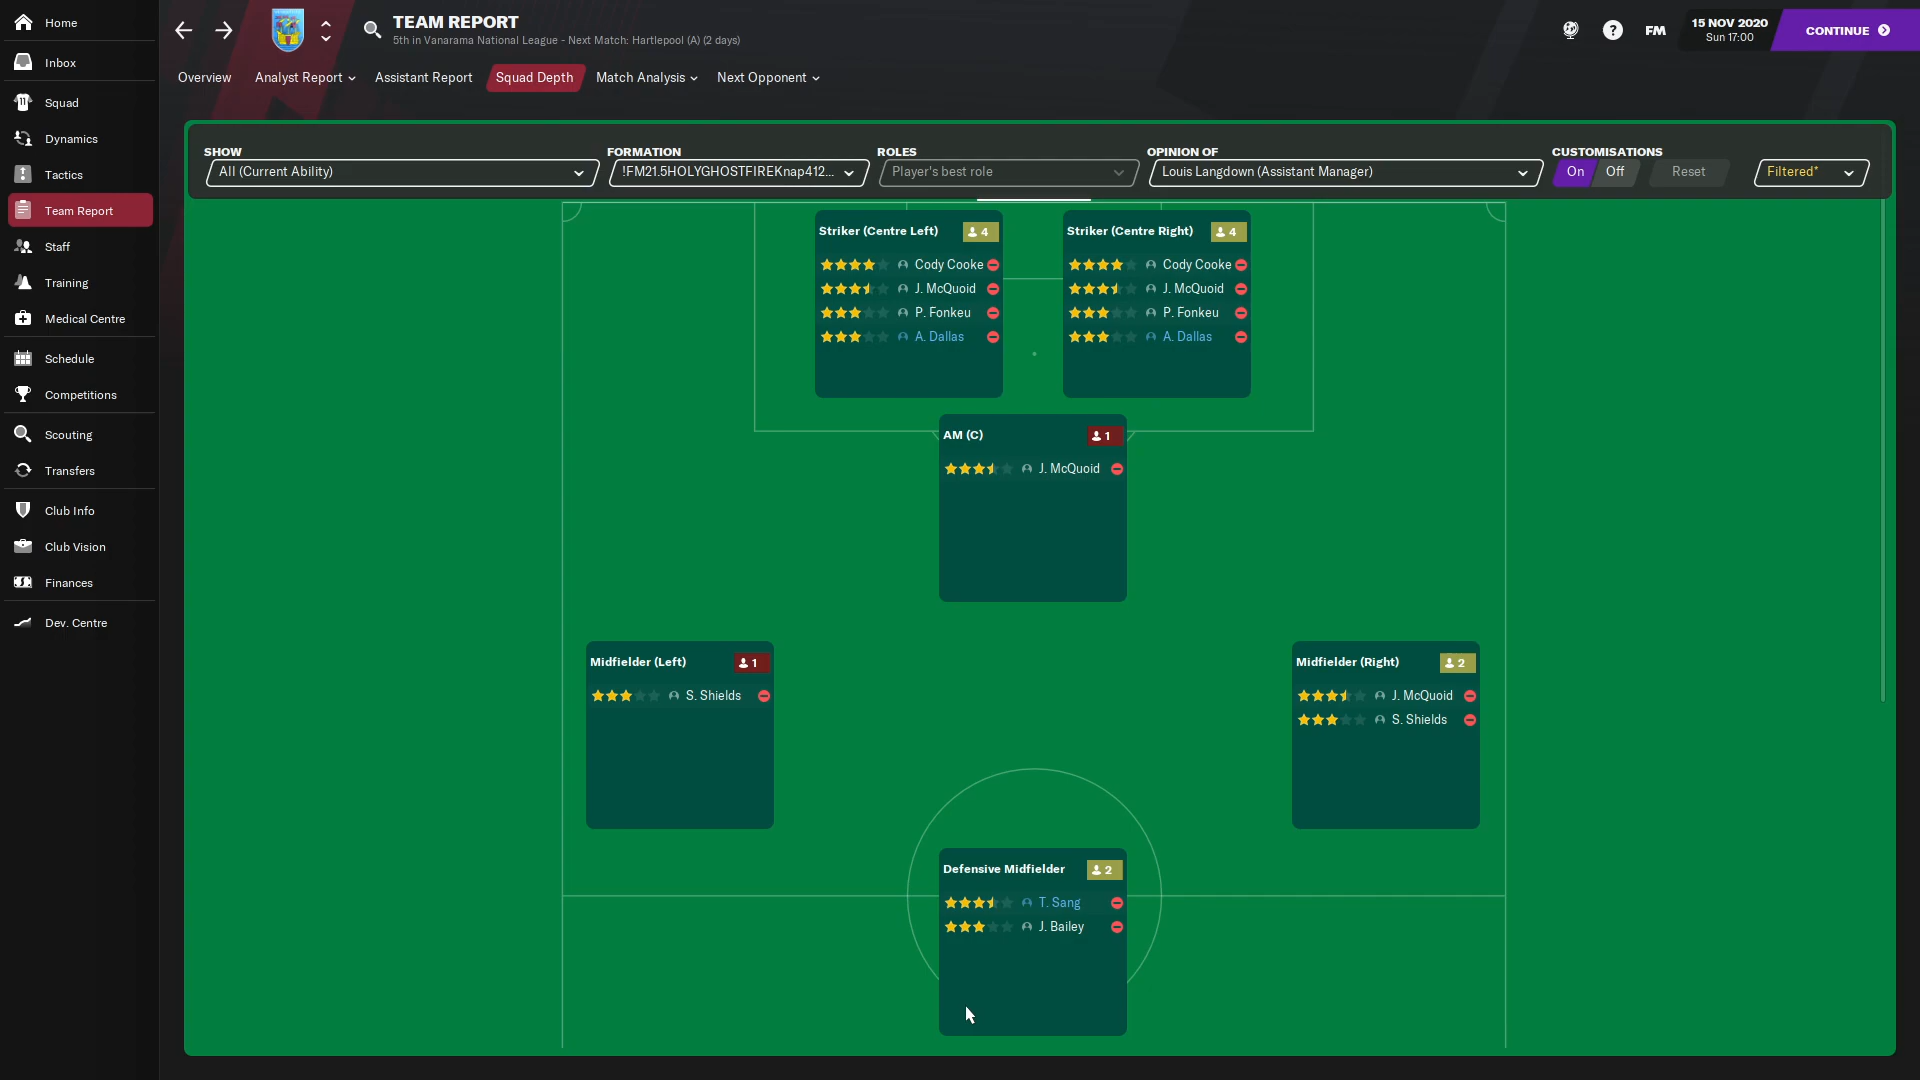 Home
Inbox
Squad
Dynamics
Tactics
Team Report
Staff
Training
Medical Centre
Schedule
Competitions
Scouting
Transfers
Club Info
Club Vision
Finances
Dev. Centre
TEAM REPORT
5th in Vanarama National League - Next Match: Hartlepool (A) (2 days)
FM
15 NOV 2020
Sun 17:00
CONTINUE
Overview
Analyst Report
Assistant Report
Squad Depth
Match Analysis
Next Opponent
SHOW
All (Current Ability)
FORMATION
!FM21.5HOLYGHOSTFIREKnap412...
ROLES
Player's best role
OPINION OF
Louis Langdown (Assistant Manager)
CUSTOMISATIONS
On
Off
Reset
Filtered*
Striker (Centre Left) 4
Cody Cooke
J. McQuoid
P. Fonkeu
A. Dallas
Striker (Centre Right) 4
Cody Cooke
J. McQuoid
P. Fonkeu
A. Dallas
AM (C) 1
J. McQuoid
Midfielder (Left) 1
S. Shields
Midfielder (Right) 2
J. McQuoid
S. Shields
Defensive Midfielder 2
T. Sang
J. Bailey